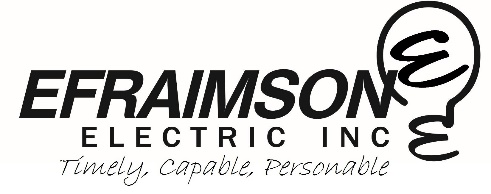 EFRAIMSON
ELECTRIC INC
Timely, Capable, Personable
E
E